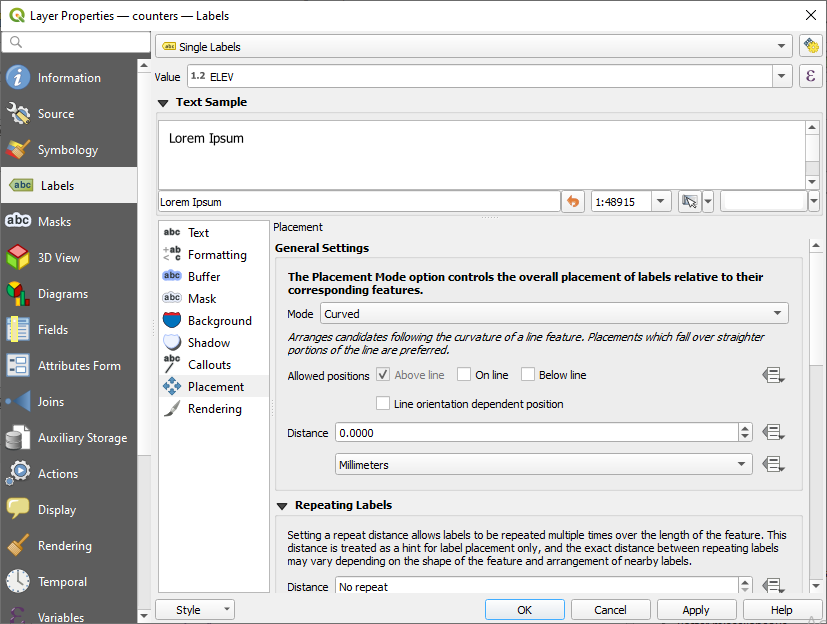 Layer Properties — counters — Labels
Single Labels
Value 1.2 ELEV
Text Sample
Lorem Ipsum
Lorem Ipsum
1:48915
Information
Source
Symbology
abc Labels
abc Masks
3D View
Diagrams
Fields
Attributes Form
Joins
Auxiliary Storage
Actions
Display
Rendering
Temporal
Variables
abc Text
+ab < c Formatting
abc Buffer
abc Mask
Background
Shadow
abc Callouts
Placement
Rendering
Placement
General Settings
The Placement Mode option controls the overall placement of labels relative to their
corresponding features.
Mode Curved
Arranges candidates following the curvature of a line feature. Placements which fall over straighter
portions of the line are preferred.
Allowed positions Above line On line Below line
Line orientation dependent position
Distance 0.0000
Millimeters
Repeating Labels
Setting a repeat distance allows labels to be repeated multiple times over the length of the feature. This
distance is treated as a hint for label placement only, and the exact distance between repeating labels
may vary depending on the shape of the feature and arrangement of nearby labels.
Distance No repeat
Style OK Cancel Apply Help